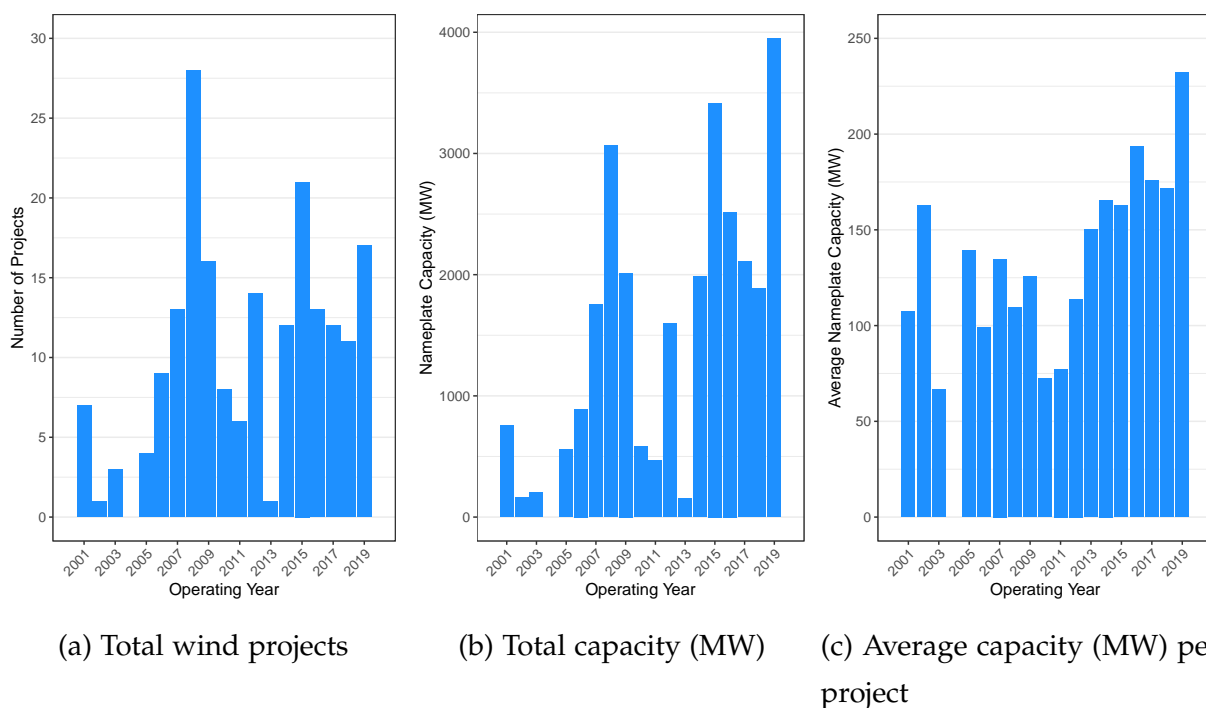 30
25
20
15
10
5
0
Number of Projects
2001 2003 2005 2007 2009 2011 2013 2015 2017 2019
Operating Year
(a) Total wind projects
4000
3000
2000
1000
0
Nameplate Capacity (MW)
2001 2003 2005 2007 2009 2011 2013 2015 2017 2019
Operating Year
(b) Total capacity (MW)
250
200
150
100
50
0
Average Nameplate Capacity (MW)
2001 2003 2005 2007 2009 2011 2013 2015 2017 2019
Operating Year
(c) Average capacity (MW) pe
project